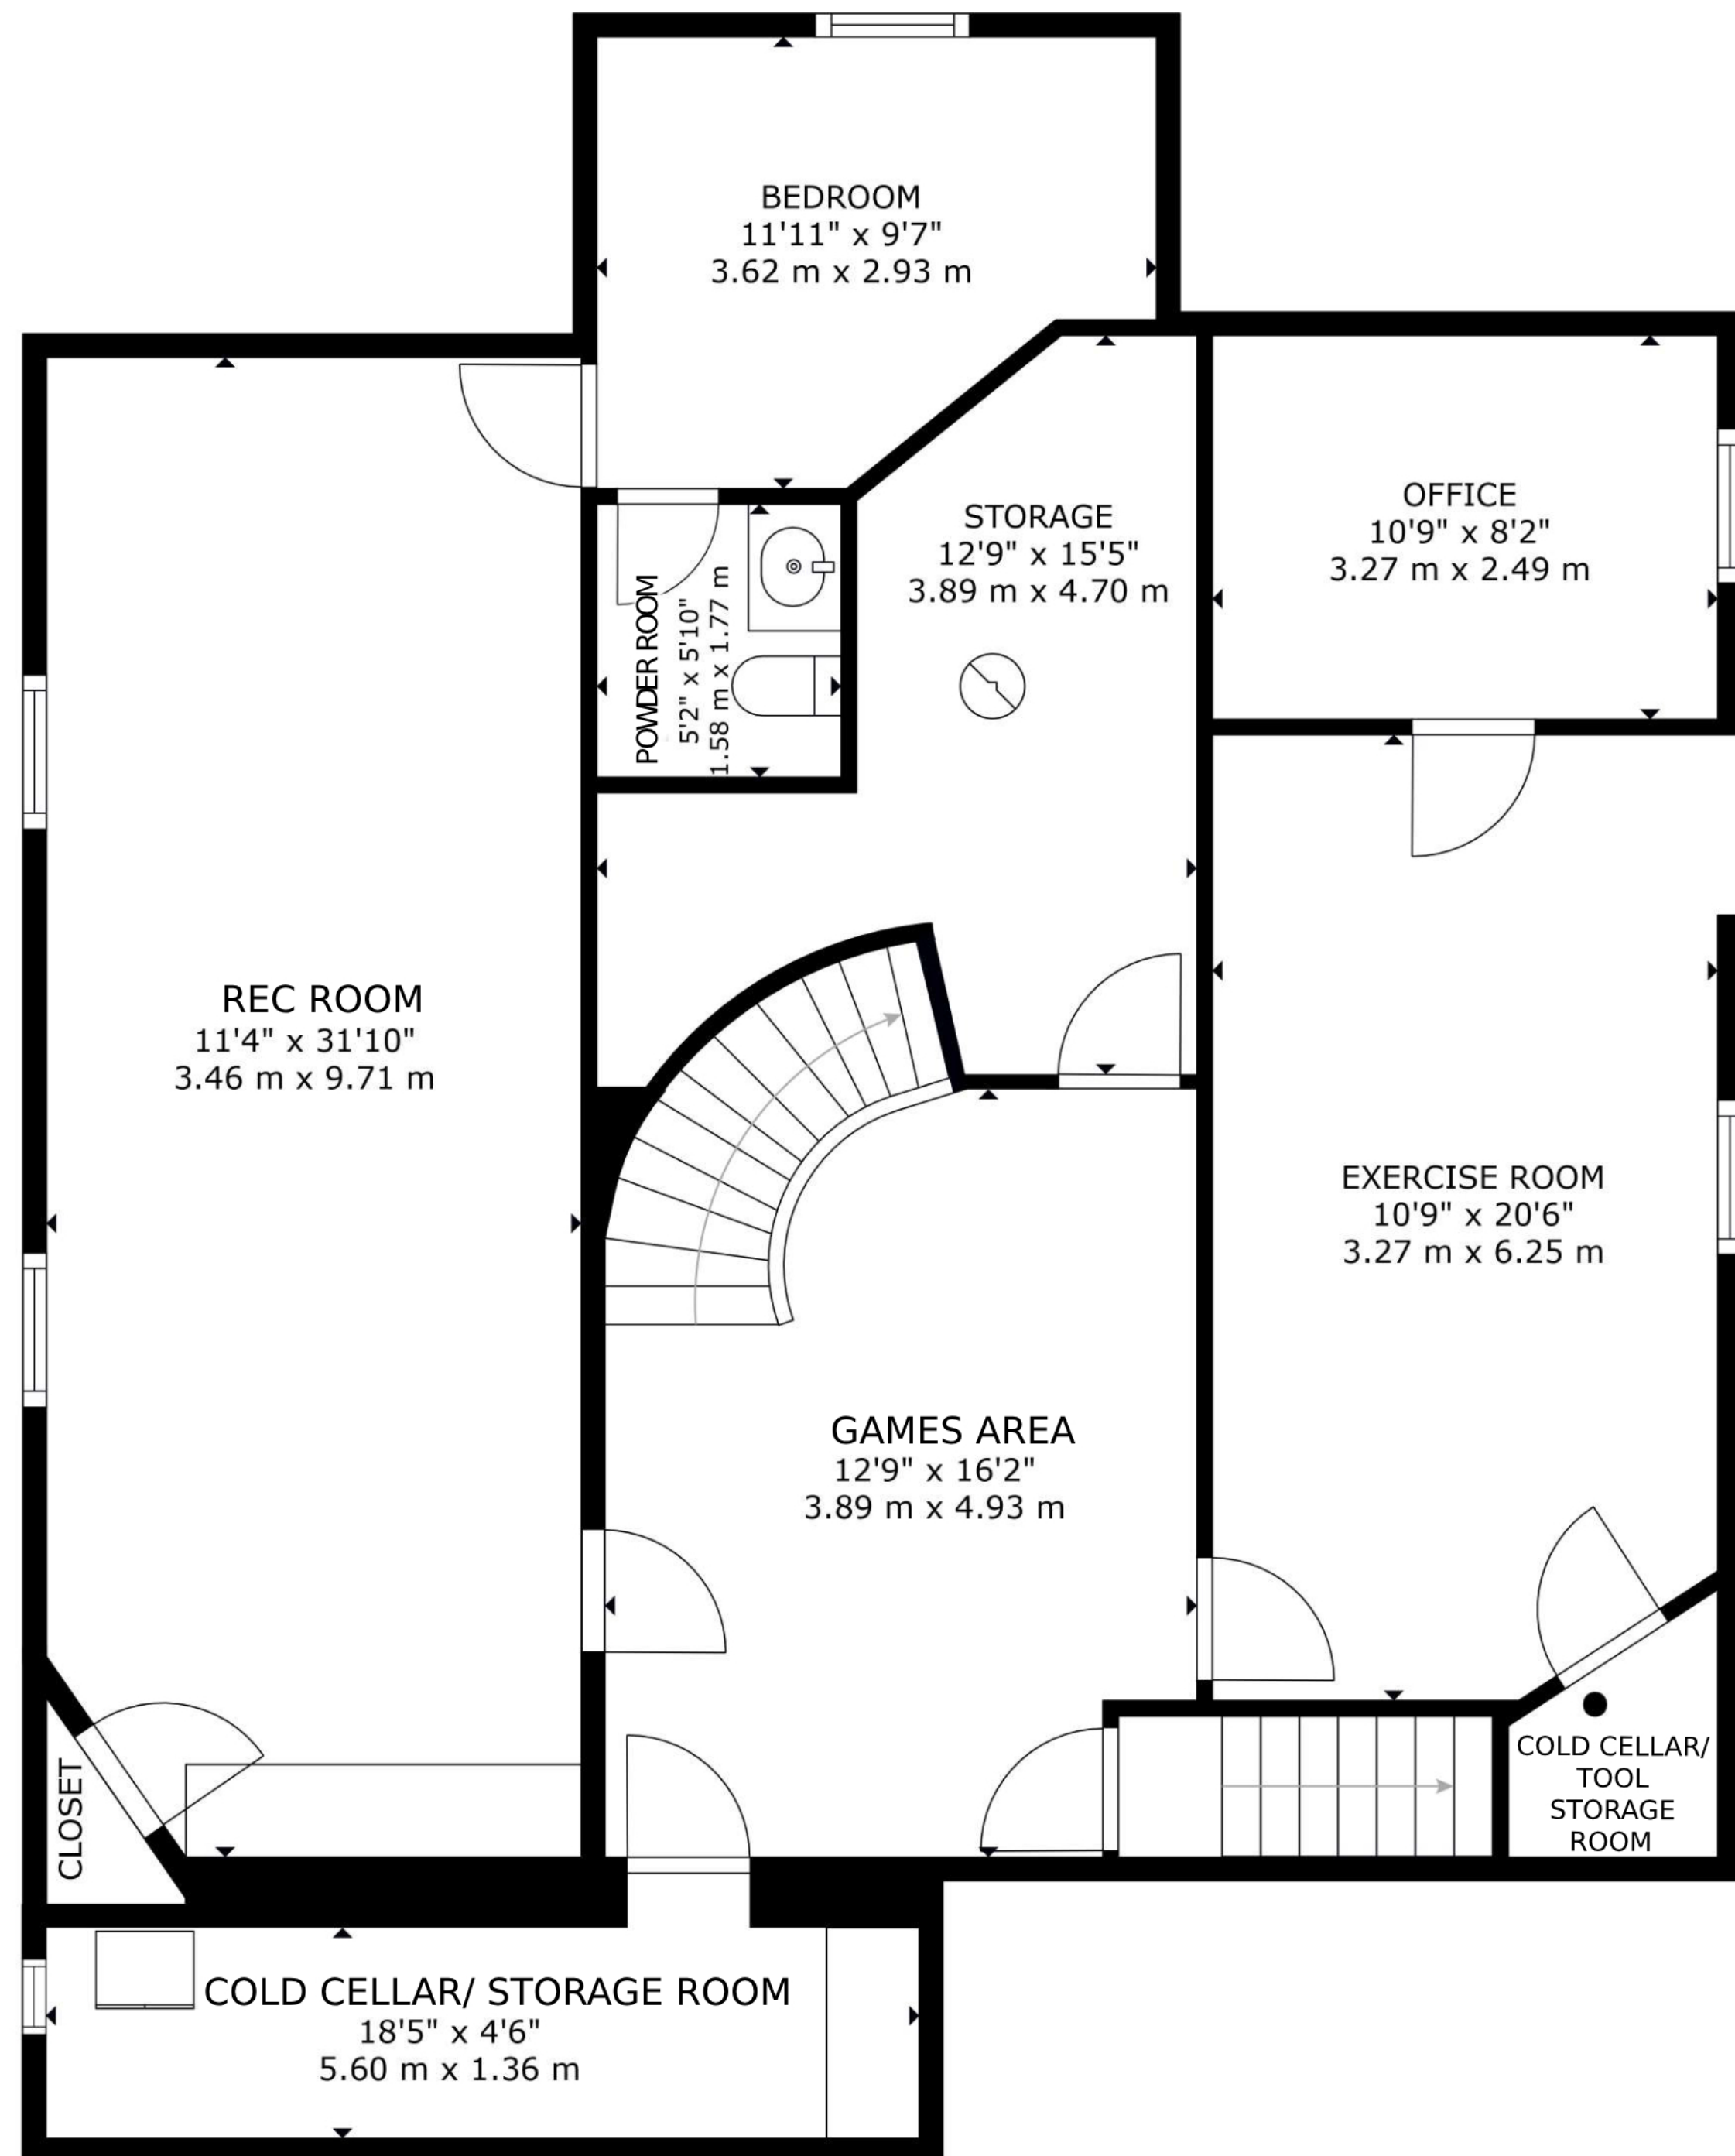 BEDROOM
11'11" x 9'7"
3.62 m x 2.93 m
STORAGE
12'9" x 15'5"
3.89 m x 4.70 m
OFFICE
10'9" x 8'2"
3.27 m x 2.49 m
POWDER ROOM
5'2" x 5'10"
1.58 m x 1.77 m
REC ROOM
11'4" x 31'10"
3.46 m x 9.71 m
EXERCISE ROOM
10'9" x 20'6"
3.27 m x 6.25 m
GAMES AREA
12'9" x 16'2"
3.89 m x 4.93 m
CLOSET
COLD CELLAR/
TOOL
STORAGE
ROOM
COLD CELLAR/ STORAGE ROOM
18'5" x 4'6"
5.60 m x 1.36 m